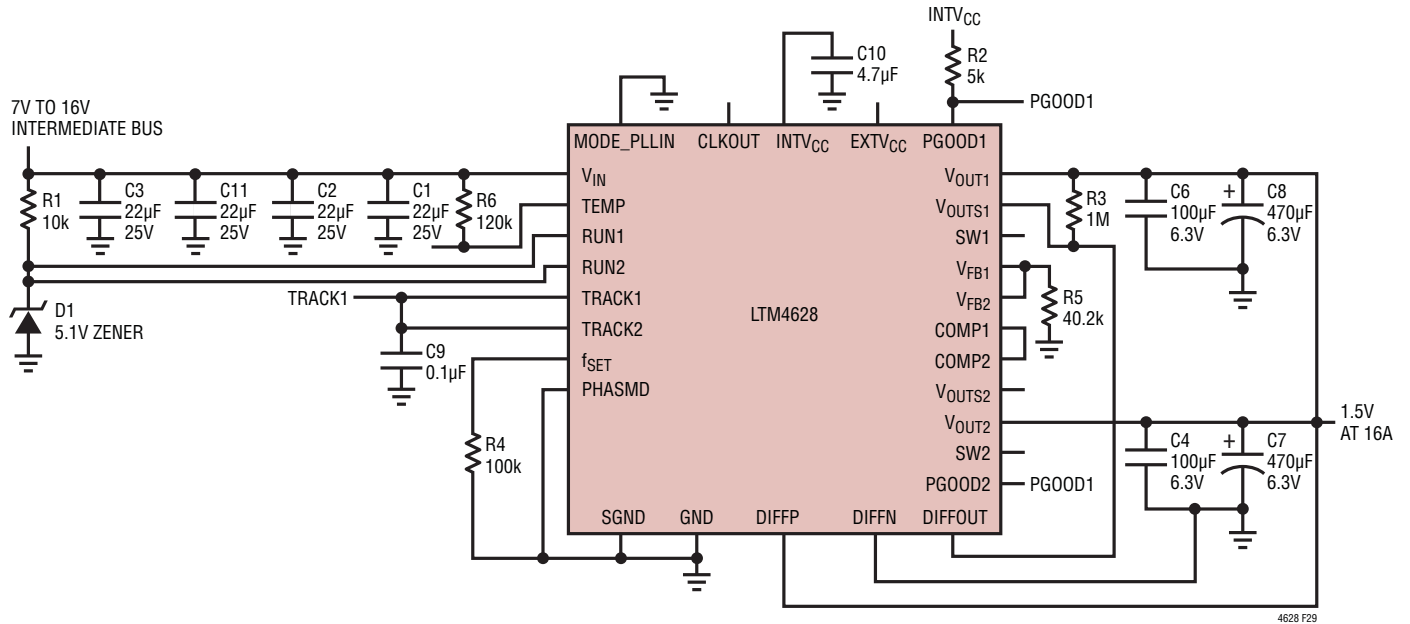 INTVCC
R2
5k
PGOOD1
C10
4.7µF
7V TO 16V
INTERMEDIATE BUS
MODE_PLLIN
CLKOUT
INTVCC
EXTVCC
PGOOD1
R1
10k
C3
22µF
25V
C11
22µF
25V
C2
22µF
25V
C1
22µF
25V
R6
120k
VIN
TEMP
RUN1
RUN2
TRACK1
TRACK2
fSET
PHASMD
D1
5.1V ZENER
TRACK1
C9
0.1µF
R4
100k
LTM4628
VOUT1
VOUTS1
SW1
VFB1
VFB2
COMP1
COMP2
VOUTS2
VOUT2
SW2
PGOOD2
PGOOD1
R3
1M
C6
100µF
6.3V
+
C8
470µF
6.3V
R5
40.2k
1.5V
AT 16A
C4
100µF
6.3V
+
C7
470µF
6.3V
SGND
GND
DIFFP
DIFFN
DIFFOUT
4628 F29